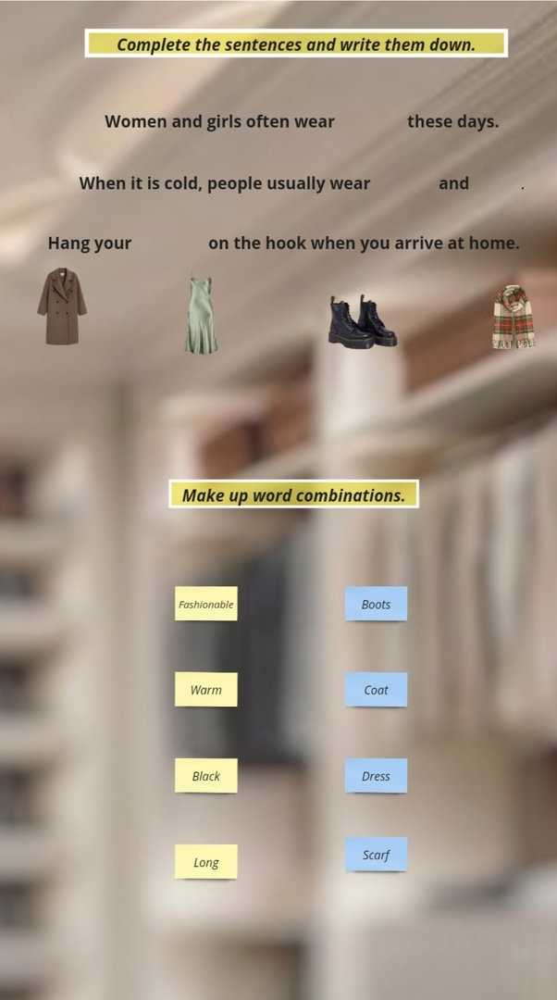 Complete the sentences and write them down.
Women and girls often wear these days.
When it is cold, people usually wear and .
Hang your on the hook when you arrive at home.
Make up word combinations.
Fashionable Boots
Warm Coat
Black Dress
Long Scarf